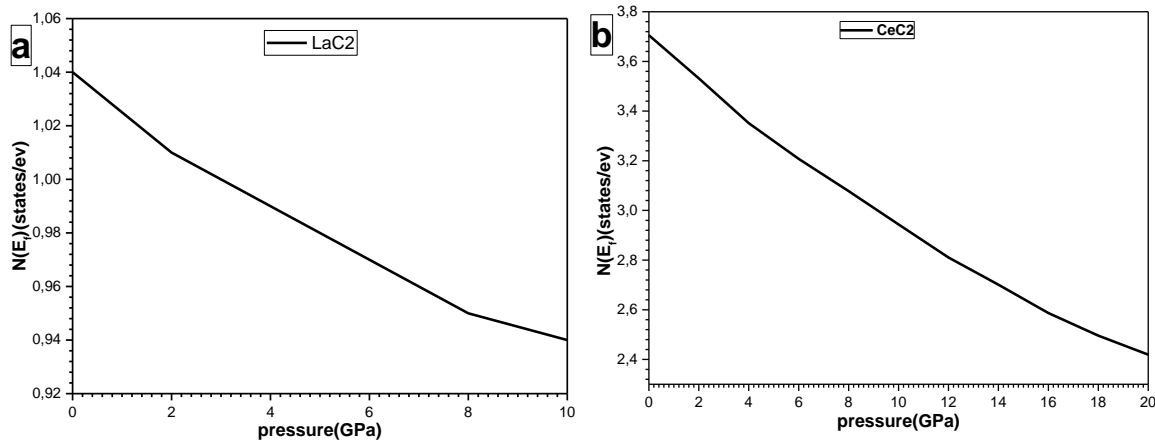 a
LaC2
1,06
1,04
1,02
1,00
0,98
0,96
0,94
0,92
N(E_f)(states/ev)
0 2 4 6 8 10
pressure(GPa)
b
CeC2
3,8
3,6
3,4
3,2
3,0
2,8
2,6
2,4
N(E_f)(states/ev)
0 2 4 6 8 10 12 14 16 18 20
pressure(GPa)